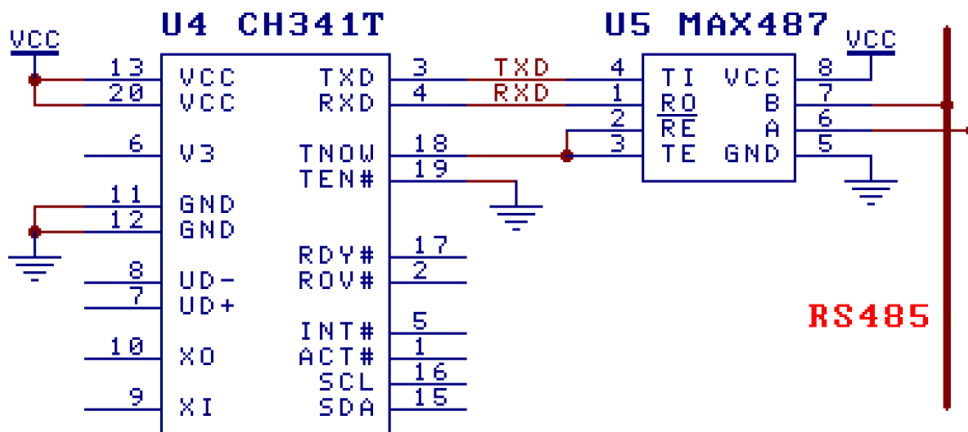 U4 CH341T U5 MAX487
VCC VCC
13 VCC TXD 3 TXD 4 TI VCC 8
20 VCC RXD 4 RXD 1 RO B 7
2 RE A 6
6 V3 TNOW 18 3 TE GND 5
TEN# 19
11 GND
12 GND
RDY# 17
8 UD- ROV# 2
7 UD+
RS485
INT# 5
10 XO ACT# 1
SCL 16
9 XI SDA 15